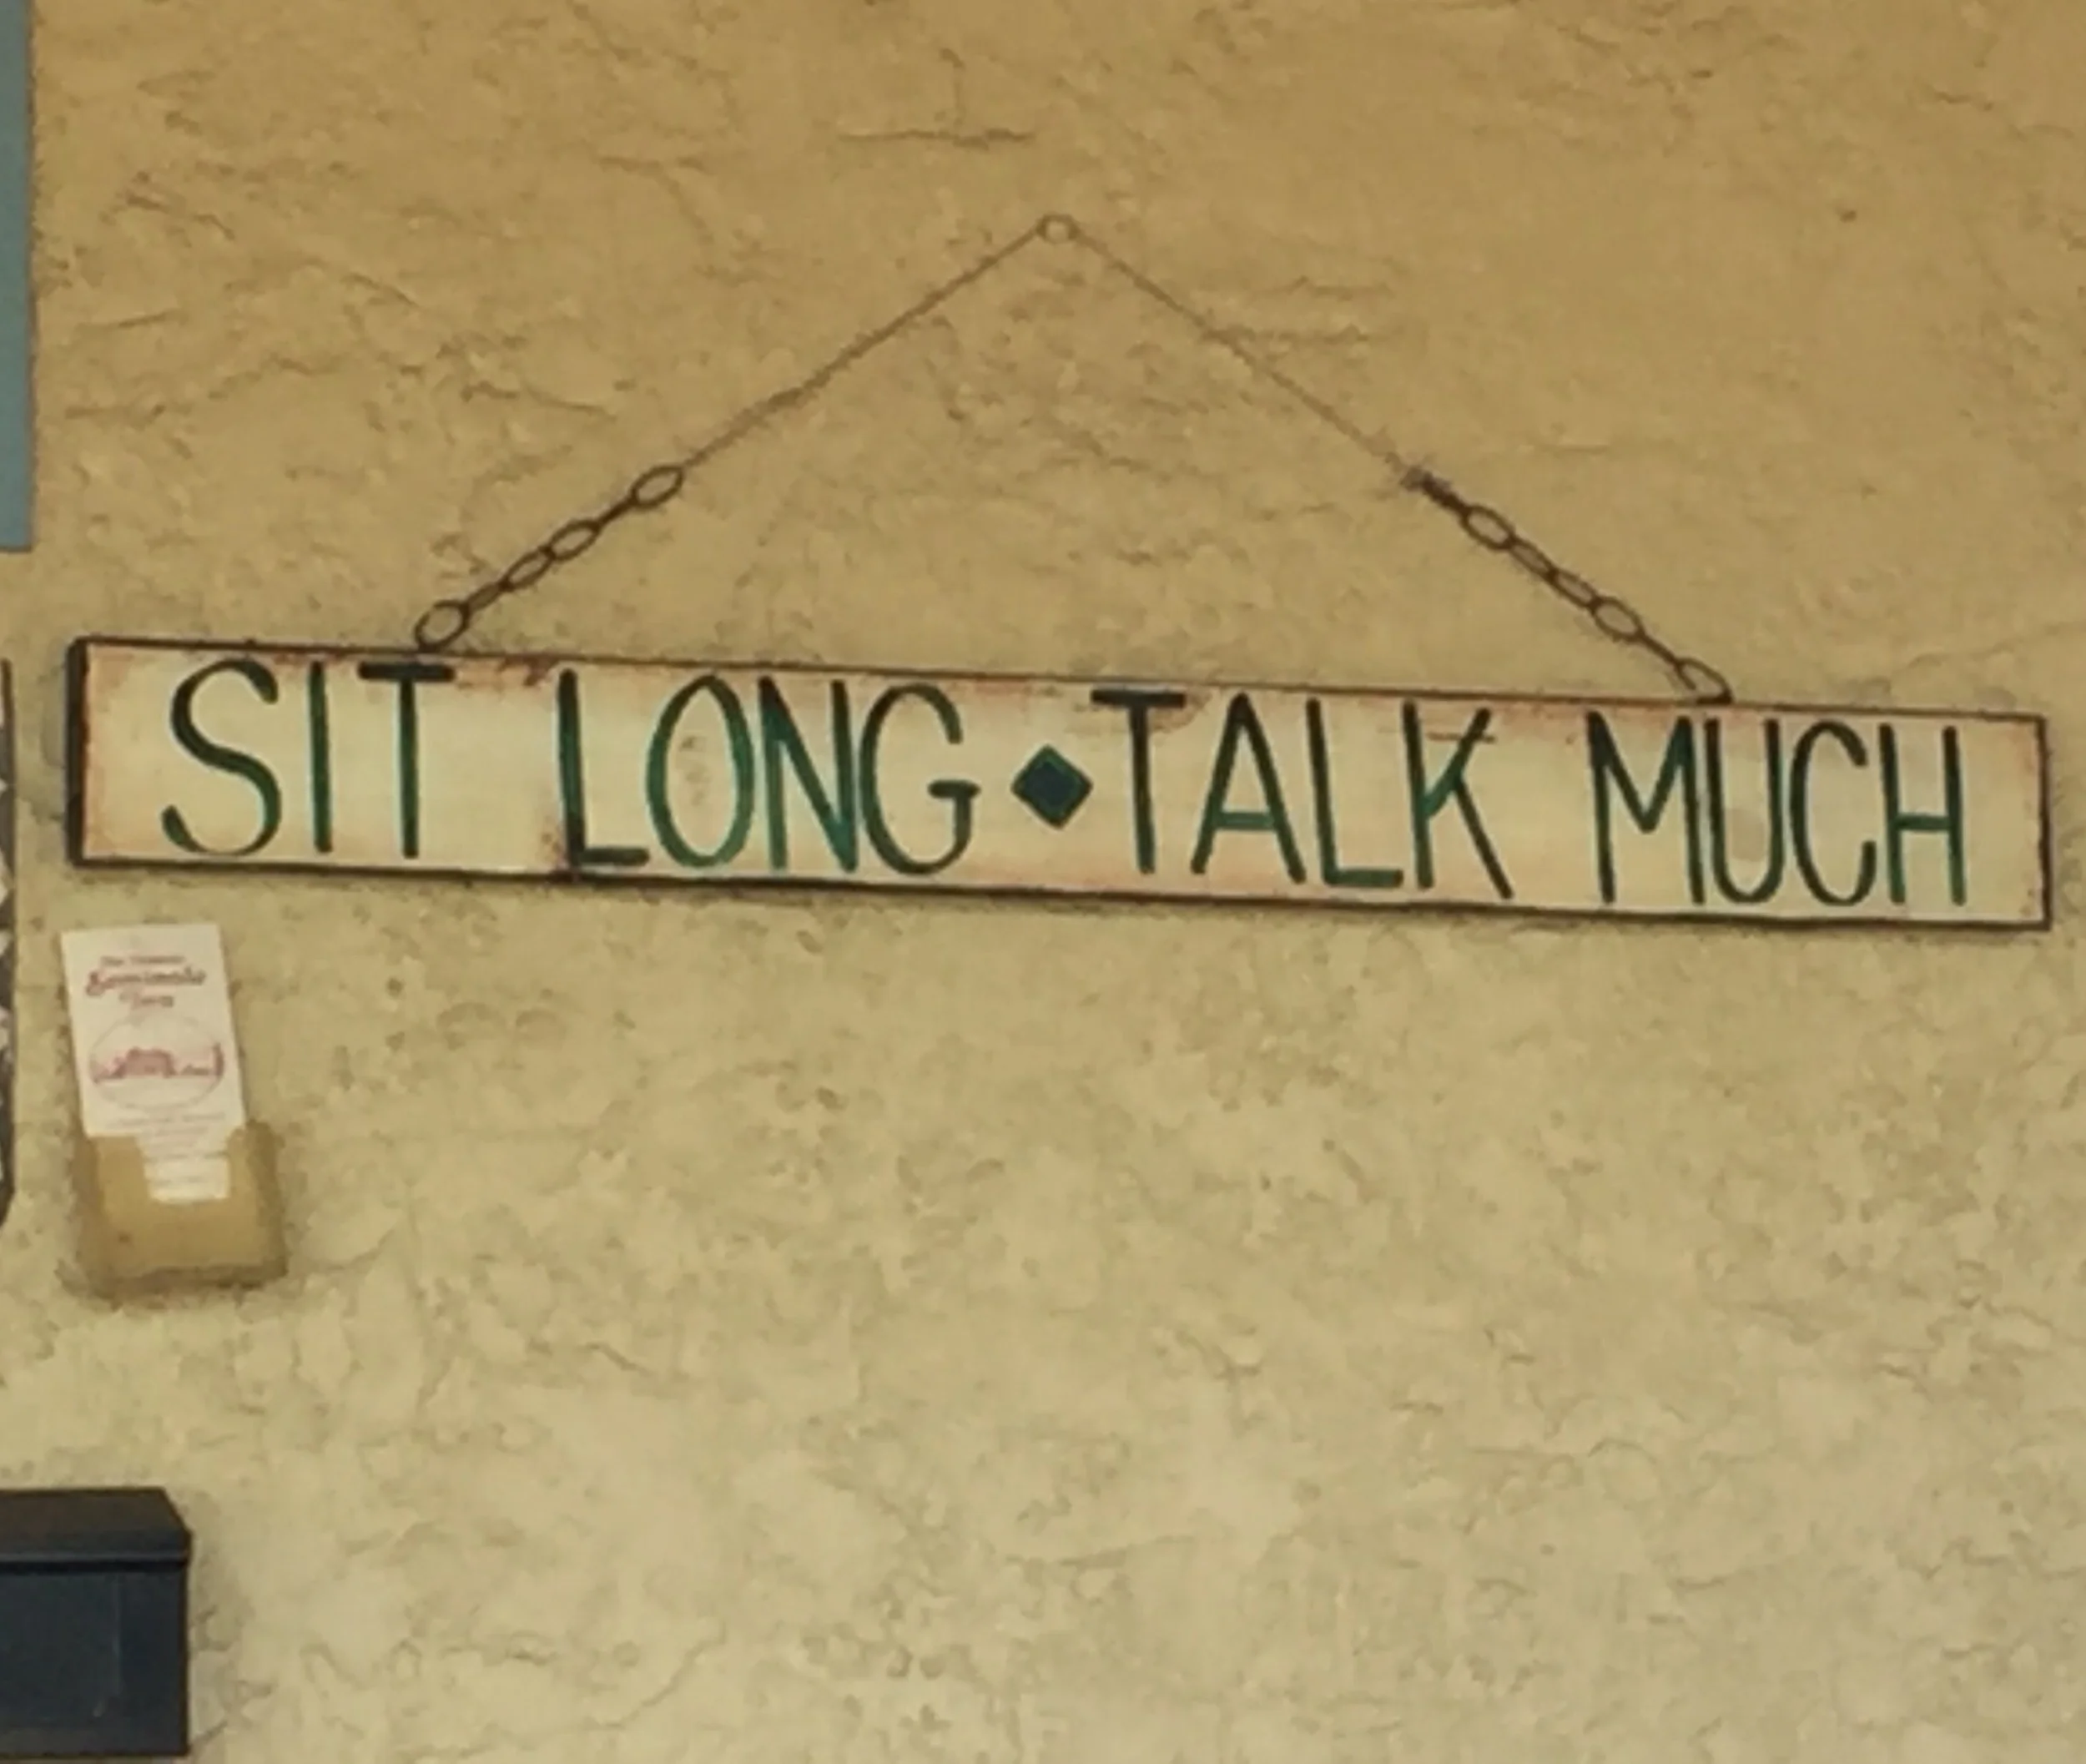 SIT LONG ◆ TALK MUCH